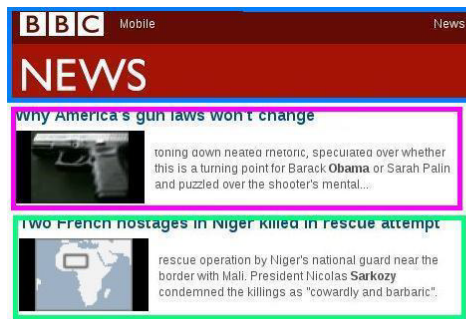 BBC Mobile News
NEWS
Why America's gun laws won't change
toning down heated rhetoric, speculated over whether
this is a turning point for Barack Obama or Sarah Palin
and puzzled over the shooter's mental...
Two French hostages in Niger killed in rescue attempt
rescue operation by Niger's national guard near the
border with Mali. President Nicolas Sarkozy
condemned the killings as "cowardly and barbaric".